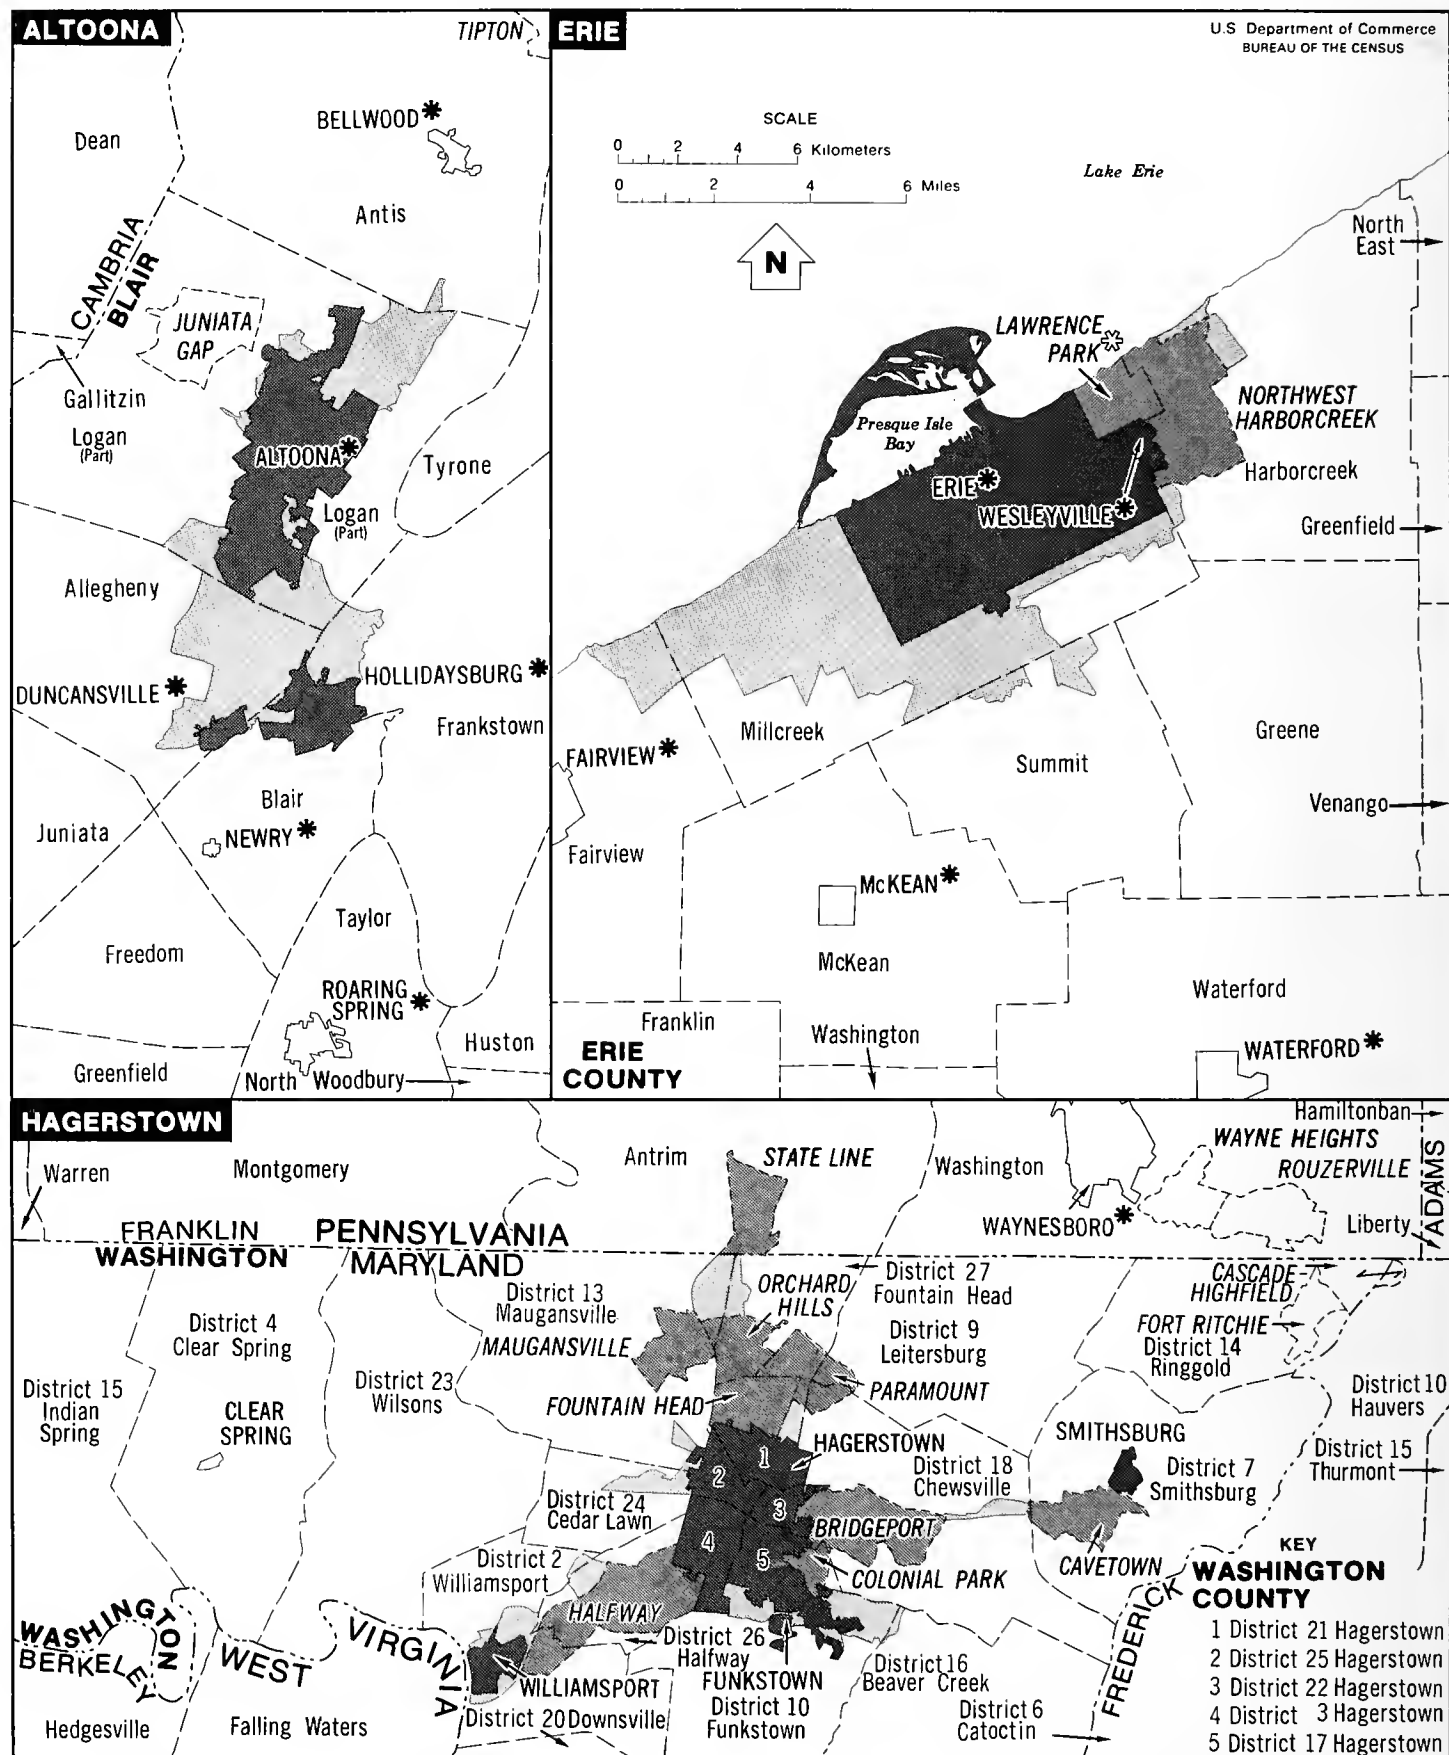 ALTOONA
TIPTON
BELLWOOD
Dean
Antis
CAMBRIA
BLAIR
JUNIATA
GAP
Gallitzin
Logan
(Part)
ALTOONA
Tyrone
Logan
(Part)
Allegheny
HOLLIDAYSBURG
DUNCANSVILLE
Frankstown
Blair
Juniata
NEWRY
Taylor
Freedom
ROARING
SPRING
Huston
Greenfield
North Woodbury
ERIE
U.S. Department of Commerce
BUREAU OF THE CENSUS
SCALE
0 2 4 6 Kilometers
0 2 4 6 Miles
Lake Erie
N
North
East
LAWRENCE
PARK
NORTHWEST
HARBORCREEK
Presque Isle
Bay
Harborcreek
ERIE
WESLEYVILLE
Greenfield
Millcreek
Greene
FAIRVIEW
Summit
Venango
Fairview
McKEAN
McKean
Waterford
Franklin
Washington
ERIE
COUNTY
WATERFORD
HAGERSTOWN
Hamiltonban
WAYNE HEIGHTS
ROUZERVILLE
ADAMS
Warren
Montgomery
Antrim
STATE LINE
Washington
WAYNESBORO
Liberty
FRANKLIN
WASHINGTON
PENNSYLVANIA
MARYLAND
District 13
Maugansville
ORCHARD
HILLS
District 27
Fountain Head
CASCADE-
HIGHFIELD
District 4
Clear Spring
MAUGANSVILLE
District 9
Leitersburg
FORT RITCHIE
District 14
Ringgold
District 15
Indian
Spring
District 23
Wilsons
CLEAR
SPRING
FOUNTAIN HEAD
PARAMOUNT
District 10
Hauvers
HAGERSTOWN
SMITHSBURG
District 15
Thurmont
1
2
3
4
5
District 18
Chewsville
District 7
Smithsburg
District 24
Cedar Lawn
BRIDGEPORT
District 2
Williamsport
COLONIAL PARK
CAVETOWN
HALFWAY
WASHINGTON
BERKELEY
WEST
VIRGINIA
District 26
Halfway
FUNKSTOWN
District 16
Beaver Creek
FREDERICK
WILLIAMSPORT
District 10
Funkstown
District 6
Catoctin
Hedgesville
Falling Waters
District 20 Downsville
KEY
WASHINGTON
COUNTY
1 District 21 Hagerstown
2 District 25 Hagerstown
3 District 22 Hagerstown
4 District 3 Hagerstown
5 District 17 Hagerstown